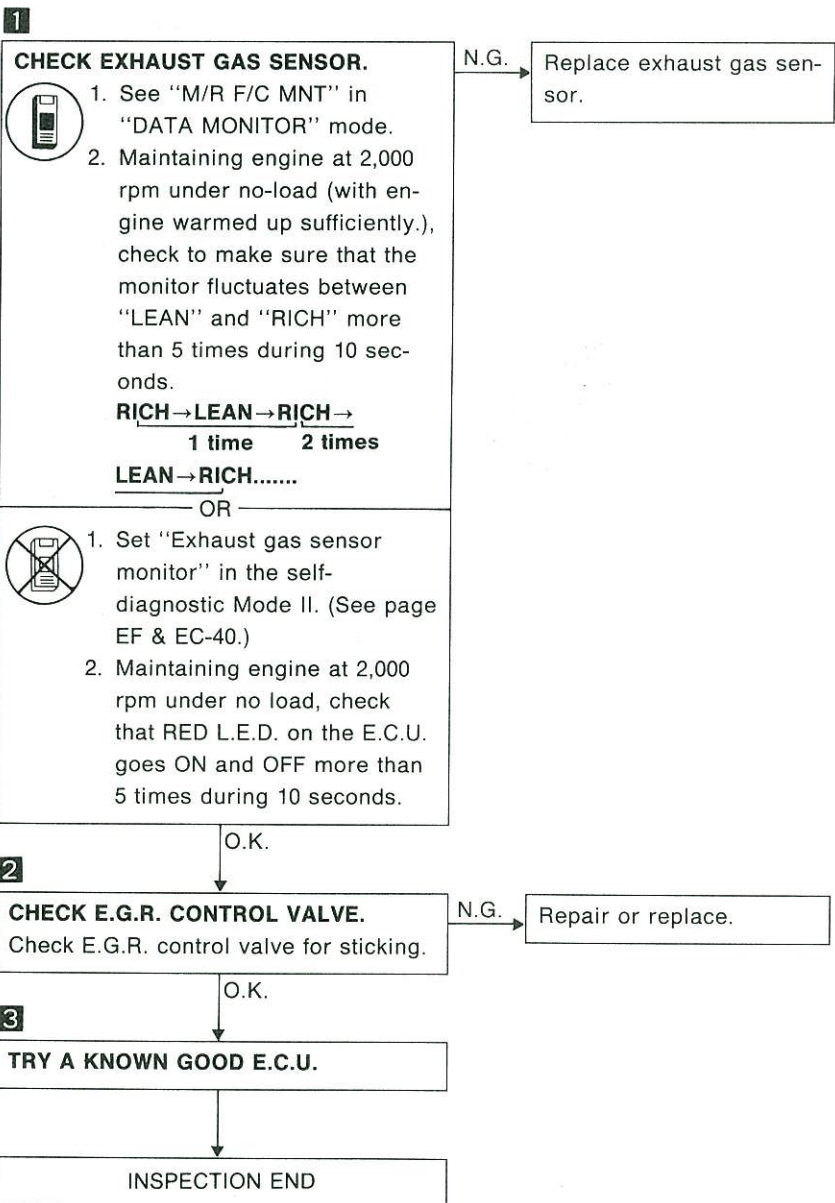 1
CHECK EXHAUST GAS SENSOR.
1. See "M/R F/C MNT" in
"DATA MONITOR" mode.
2. Maintaining engine at 2,000
rpm under no-load (with en-
gine warmed up sufficiently.),
check to make sure that the
monitor fluctuates between
"LEAN" and "RICH" more
than 5 times during 10 sec-
onds.
RICH→LEAN→RICH→
1 time 2 times
LEAN→RICH.......
N.G.
Replace exhaust gas sen-
sor.
OR
1. Set "Exhaust gas sensor
monitor" in the self-
diagnostic Mode II. (See page
EF & EC-40.)
2. Maintaining engine at 2,000
rpm under no load, check
that RED L.E.D. on the E.C.U.
goes ON and OFF more than
5 times during 10 seconds.
O.K.
2
CHECK E.G.R. CONTROL VALVE.
Check E.G.R. control valve for sticking.
N.G.
Repair or replace.
O.K.
3
TRY A KNOWN GOOD E.C.U.
INSPECTION END